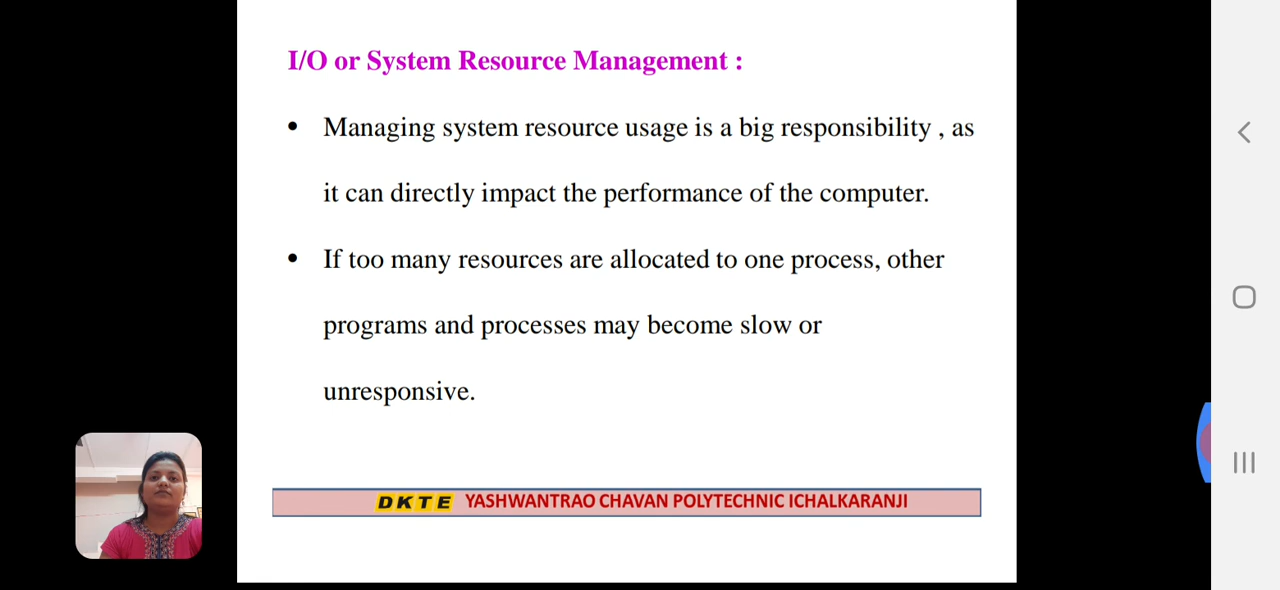 I/O or System Resource Management :
• Managing system resource usage is a big responsibility , as
it can directly impact the performance of the computer.
• If too many resources are allocated to one process, other
programs and processes may become slow or
unresponsive.
DKTE YASHWANTRAO CHAVAN POLYTECHNIC ICHALKARANJI